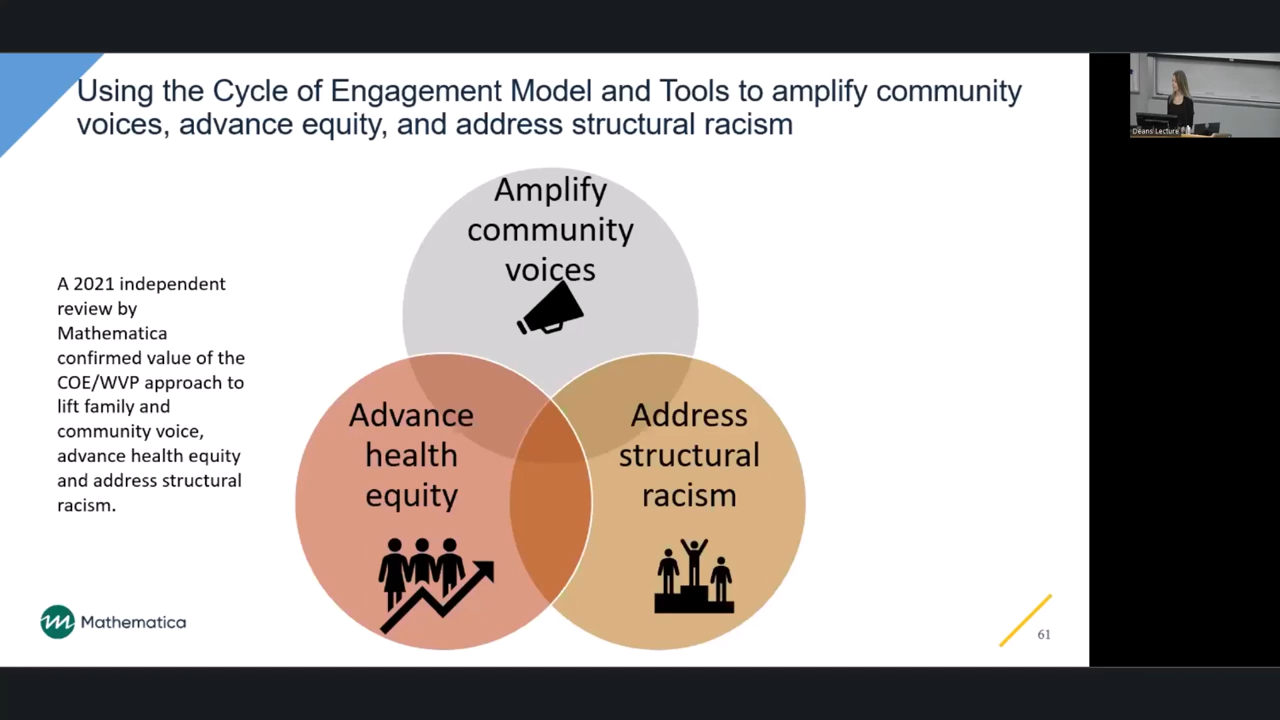 Using the Cycle of Engagement Model and Tools to amplify community
voices, advance equity, and address structural racism
Deans Lecture
Amplify
community
voices
A 2021 independent
review by
Mathematica
confirmed value of the
COE/WVP approach to
lift family and
community voice,
advance health equity
and address structural
racism.
Advance
health
equity
Address
structural
racism
Mathematica
61